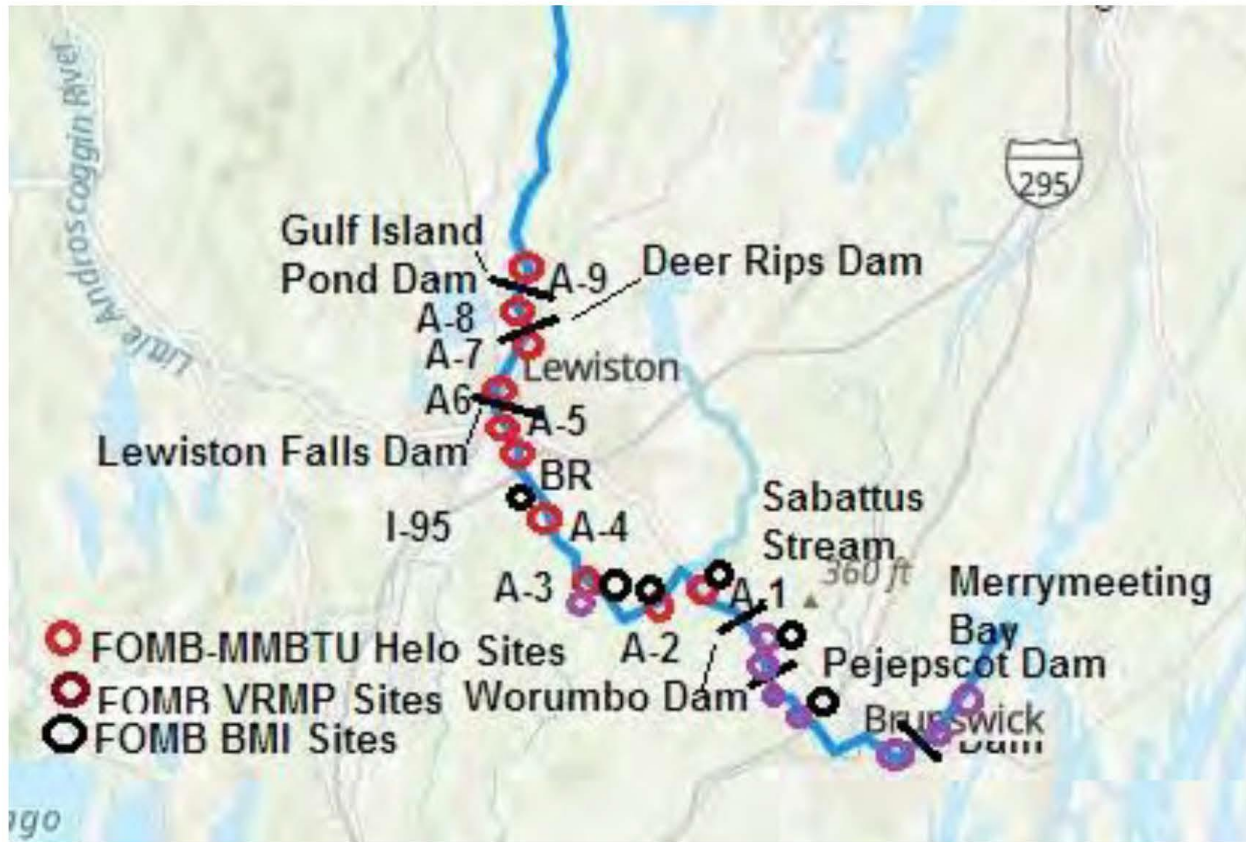 Little Androscoggin River
295
Gulf Island
Pond Dam
A-9
Deer Rips Dam
A-8
A-7
Lewiston
A6
A-5
Lewiston Falls Dam
BR
I-95
A-4
Sabattus
Stream
360 ft
A-3
A-1
Merrymeeting
Bay
A-2
FOMB-MMBTU Helo Sites
Pejepscot Dam
FOMB VRMP Sites
Worumbo Dam
Brunswick
Dam
FOMB BMI Sites
ago